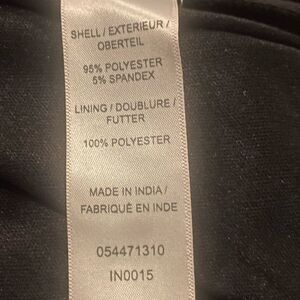 SHELL / EXTERIEUR /
OBERTEIL
95% POLYESTER
5% SPANDEX
LINING / DOUBLURE /
FUTTER
100% POLYESTER
MADE IN INDIA /
FABRIQUÉ EN INDE
054471310
IN0015